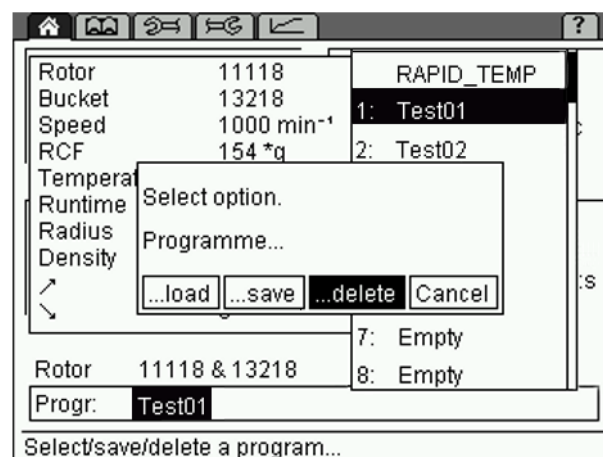 ?
Rotor 11118
Bucket 13218
Speed 1000 min⁻¹
RCF 154 *g
Temperat
Runtime
Radius
Density
RAPID_TEMP
1: Test01
2: Test02
Select option.
Programme...
...load ...save ...delete Cancel
:s
7: Empty
8: Empty
Rotor 11118 & 13218
Progr: Test01
Select/save/delete a program...